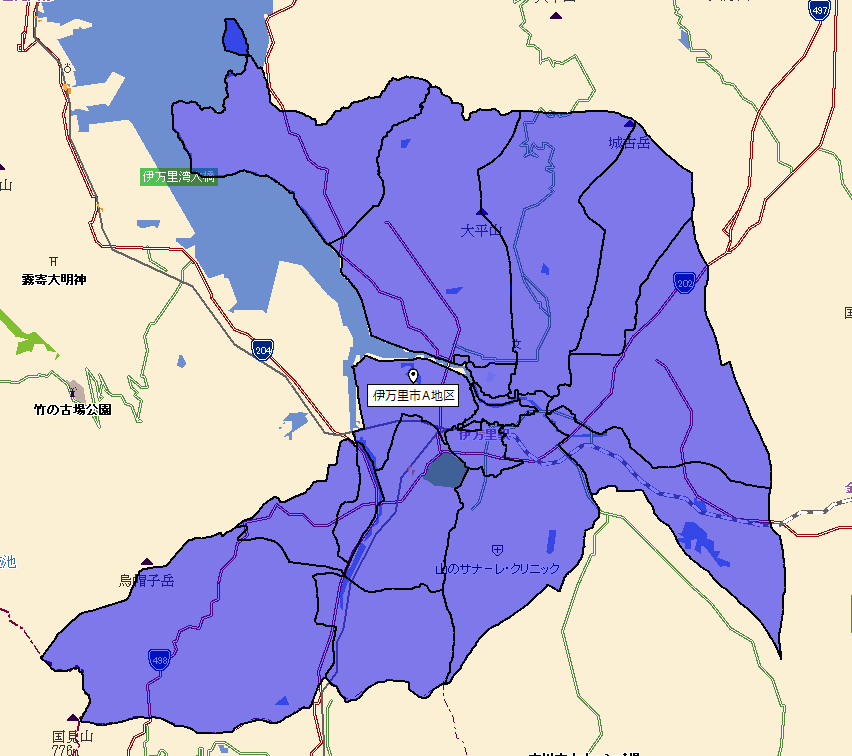 497
城古岳
伊万里湾大橋
大平山
霧寄大明神
202
204
伊万里市A地区
竹の古場公園
伊万里駅
池
烏帽子岳
山のサナーレ・クリニック
498
国見山
776